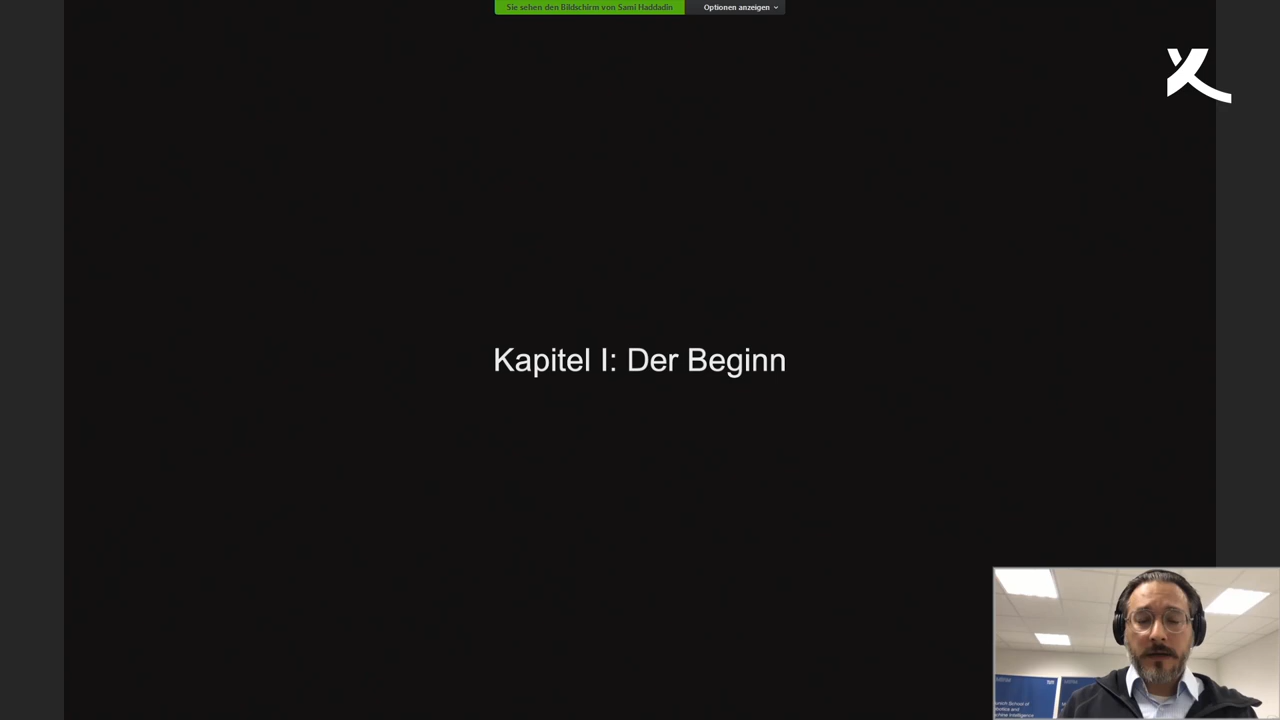 Sie sehen den Bildschirm von Sami Haddadin
Optionen anzeigen
Kapitel I: Der Beginn